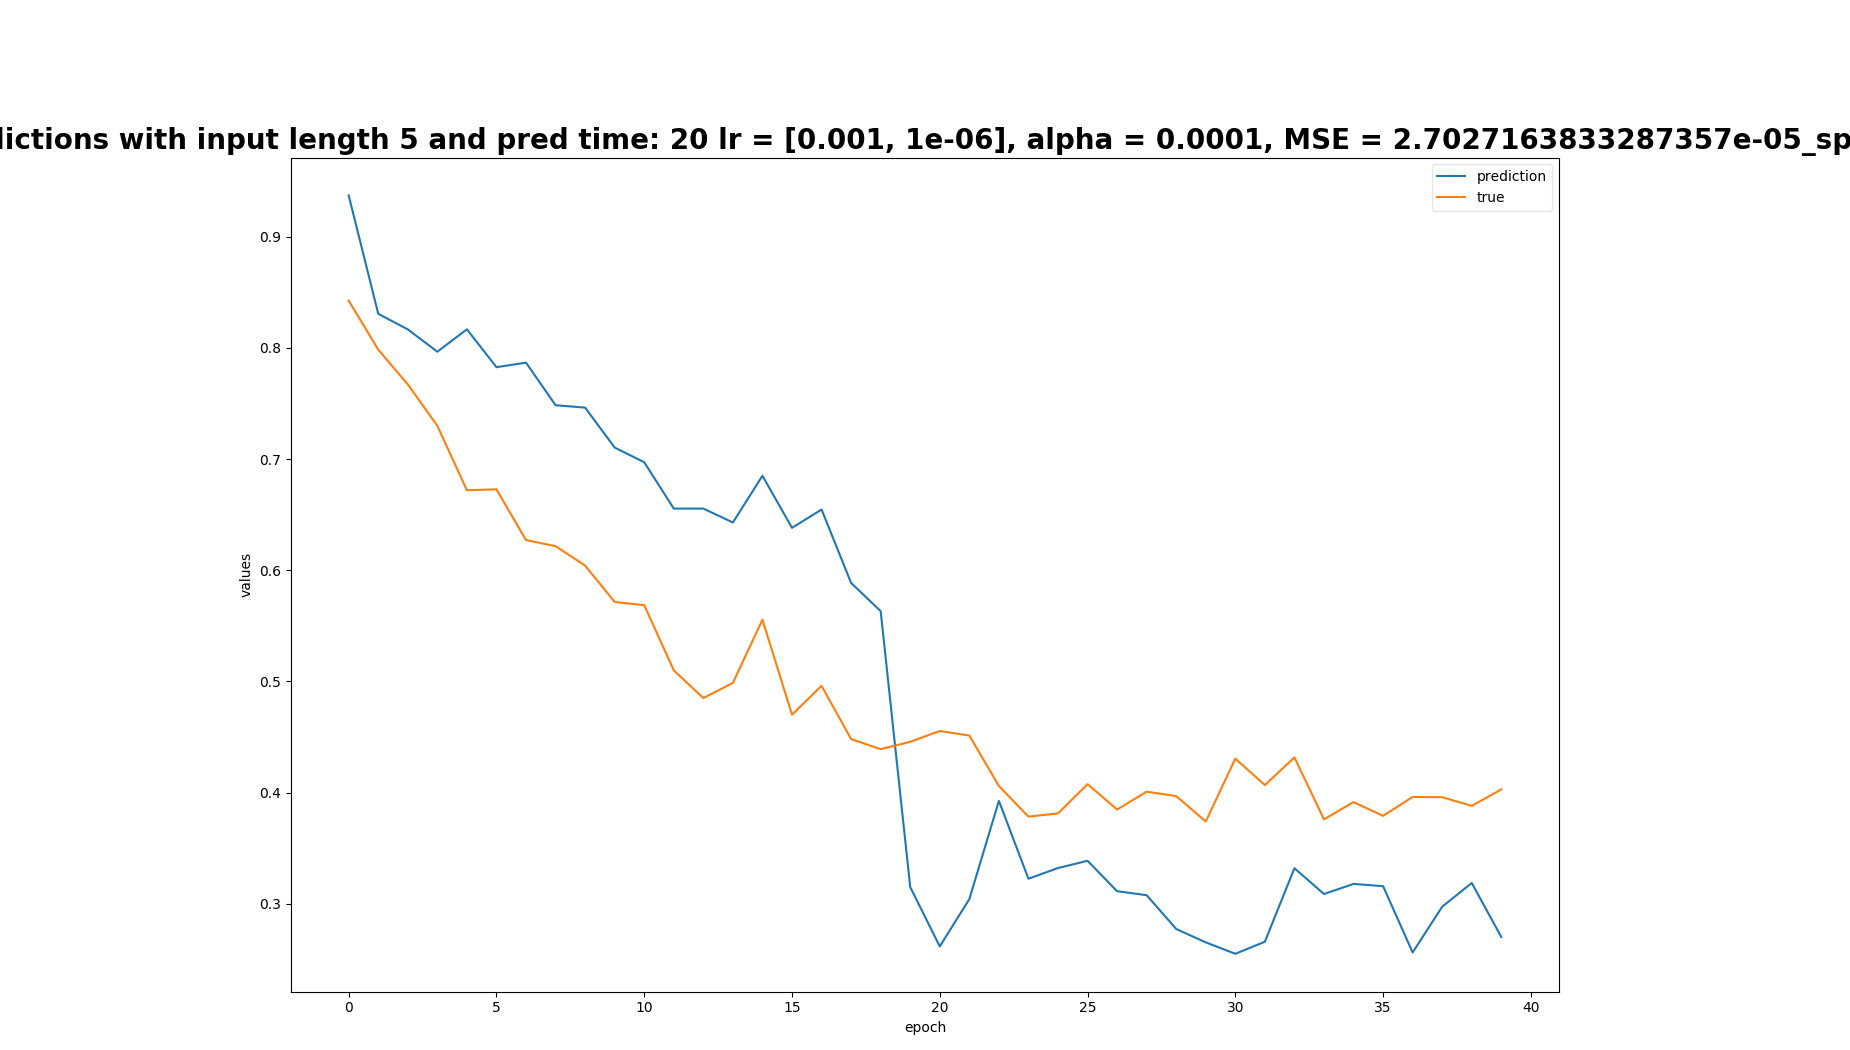 lictions with input length 5 and pred time: 20 lr = [0.001, 1e-06], alpha = 0.0001, MSE = 2.7027163833287357e-05_sp
prediction
true
0.9
0.8
0.7
0.6
0.5
0.4
0.3
values
0 5 10 15 20 25 30 35 40
epoch